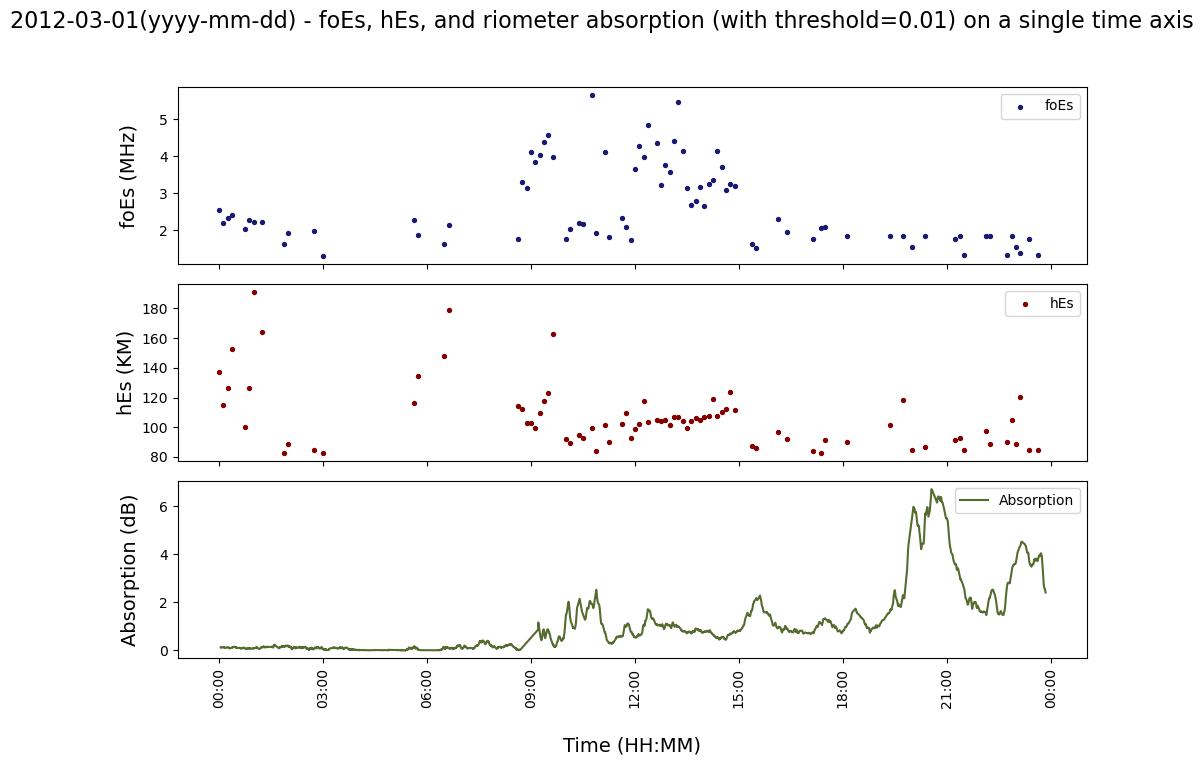 2012-03-01(yyyy-mm-dd) - foEs, hEs, and riometer absorption (with threshold=0.01) on a single time axis
foEs (MHz)
5
4
3
2
foEs
hEs (KM)
180
160
140
120
100
80
hEs
Absorption (dB)
6
4
2
0
Absorption
00:00
03:00
06:00
09:00
12:00
15:00
18:00
21:00
00:00
Time (HH:MM)